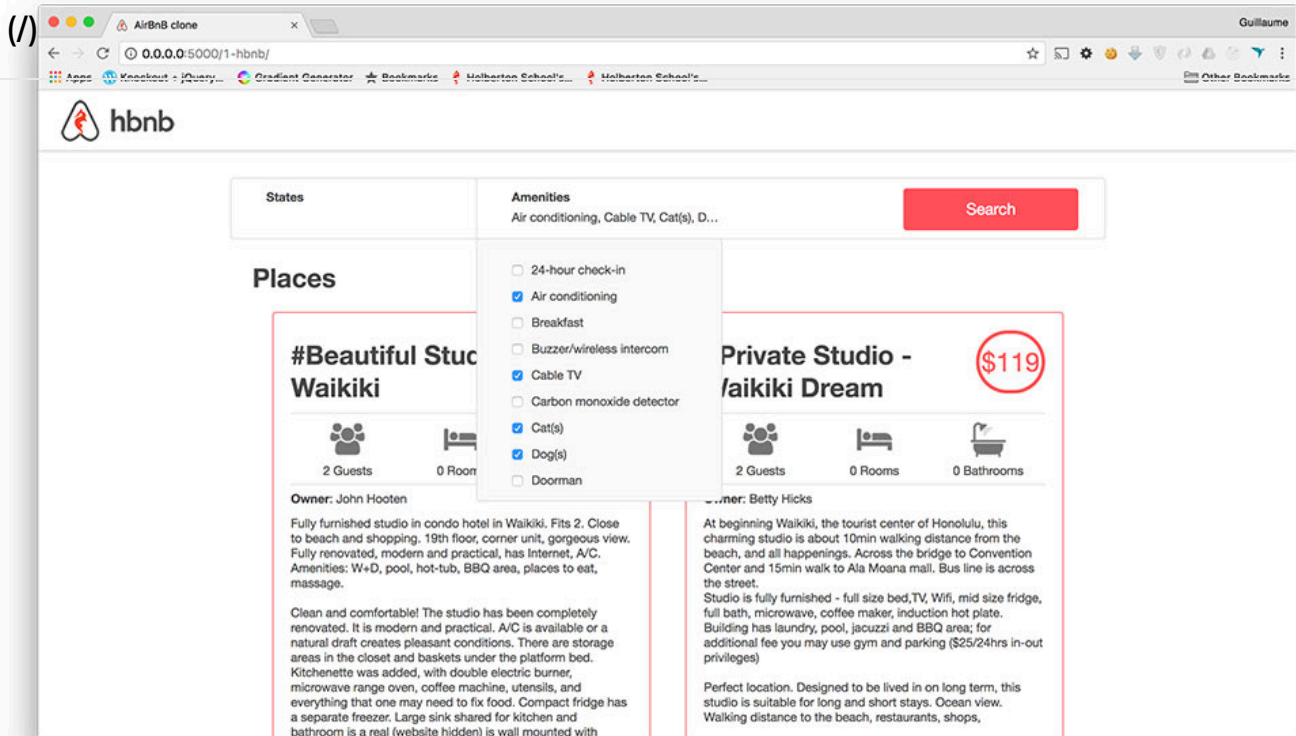 (/)
AirBnB clone
Guillaume
0.0.0.0:5000/1-hbnb/
Apps Knockout + jQuery... Gradient Generator Bookmarks Holberton School's... Holberton School's... Other Bookmarks
hbnb
States
Amenities
Air conditioning, Cable TV, Cat(s), D...
Search
24-hour check-in
Air conditioning
Breakfast
Buzzer/wireless intercom
Cable TV
Carbon monoxide detector
Cat(s)
Dog(s)
Doorman
Places
#Beautiful
Waikiki
2 Guests
0
Owner: John Hooten
Fully furnished studio in condo hotel in Waikiki. Fits 2. Close
to beach and shopping. 19th floor, corner unit, gorgeous view.
Fully renovated, modern and practical, has Internet, A/C.
Amenities: W+D, pool, hot-tub, BBQ area, places to eat,
massage.
Clean and comfortable! The studio has been completely
renovated. It is modern and practical. A/C is available or a
natural draft creates pleasant conditions. There are storage
areas in the closet and baskets under the platform bed.
Kitchenette was added, with double electric burner,
microwave range oven, coffee machine, utensils, and
everything that one may need to fix food. Compact fridge has
a separate freezer. Large sink shared for kitchen and
bathroom is a real (website hidden) is wall mounted with
Private Studio -
Dream
$119
2 Guests
0 Rooms
0 Bathrooms
Owner: Betty Hicks
At beginning Waikiki, the tourist center of Honolulu, this
charming studio is about 10min walking distance from the
beach, and all happenings. Across the bridge to Convention
Center and 15min walk to Ala Moana mall. Bus line is across
the street.
Studio is fully furnished - full size bed,TV, Wifi, mid size fridge,
full bath, microwave, coffee maker, induction hot plate.
Building has laundry, pool, jacuzzi and BBQ area; for
additional fee you may use gym and parking ($25/24hrs in-out
privileges)
Perfect location. Designed to be lived in on long term, this
studio is suitable for long and short stays. Ocean view.
Walking distance to the beach, restaurants, shops,